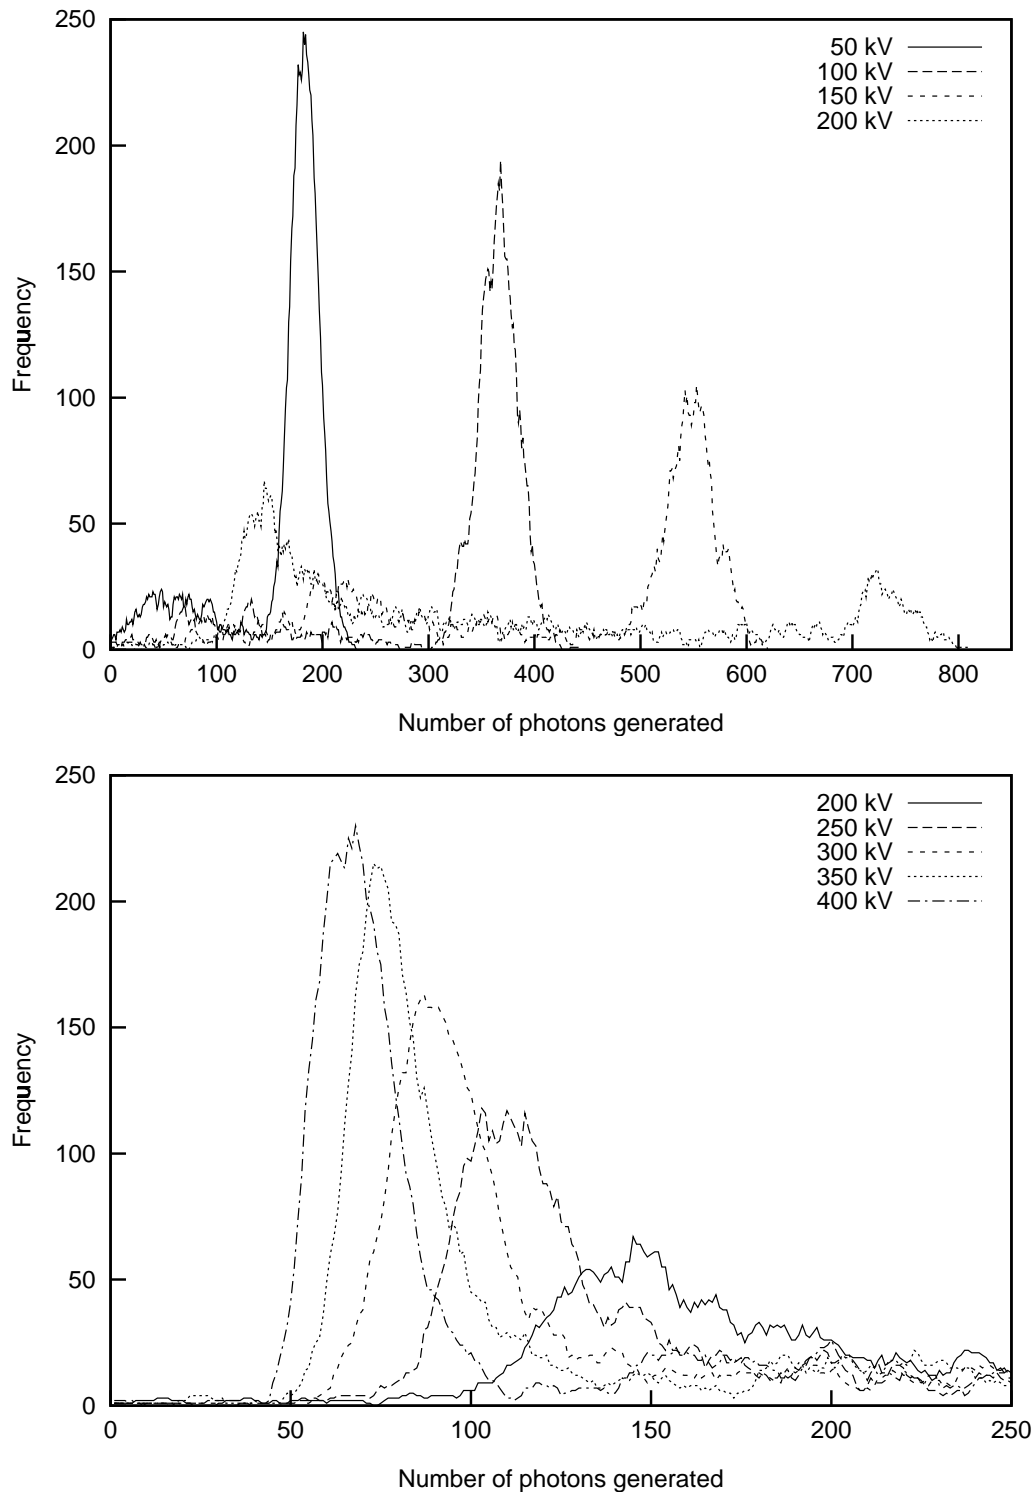 250
200
150
100
50
0
Frequency
50 kV
100 kV
150 kV
200 kV
0 100 200 300 400 500 600 700 800
Number of photons generated
250
200
150
100
50
0
Frequency
200 kV
250 kV
300 kV
350 kV
400 kV
0 50 100 150 200 250
Number of photons generated